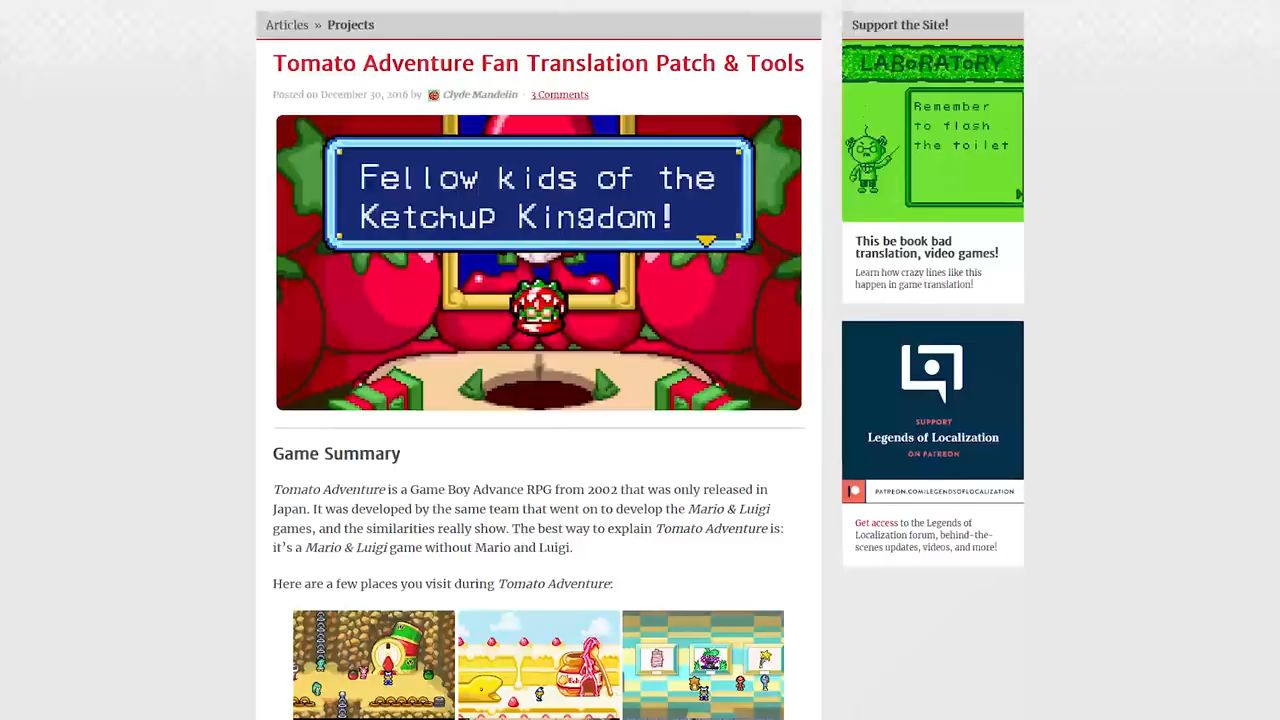 Articles » Projects
Tomato Adventure Fan Translation Patch & Tools
Posted on December 30, 2016 by Clyde Mandelin · 3 Comments
Fellow kids of the
Ketchup Kingdom!
Game Summary
Tomato Adventure is a Game Boy Advance RPG from 2002 that was only released in
Japan. It was developed by the same team that went on to develop the Mario & Luigi
games, and the similarities really show. The best way to explain Tomato Adventure is:
it's a Mario & Luigi game without Mario and Luigi.
Here are a few places you visit during Tomato Adventure:
Support the Site!
LABoRAToRY
Remember
to flash
the toilet
This be book bad
translation, video games!
Learn how crazy lines like this
happen in game translation!
SUPPORT
Legends of Localization
ON PATREON
PATREON.COM/LEGENDSOFLOCALIZATION
Get access to the Legends of
Localization forum, behind-the-
scenes updates, videos, and more!